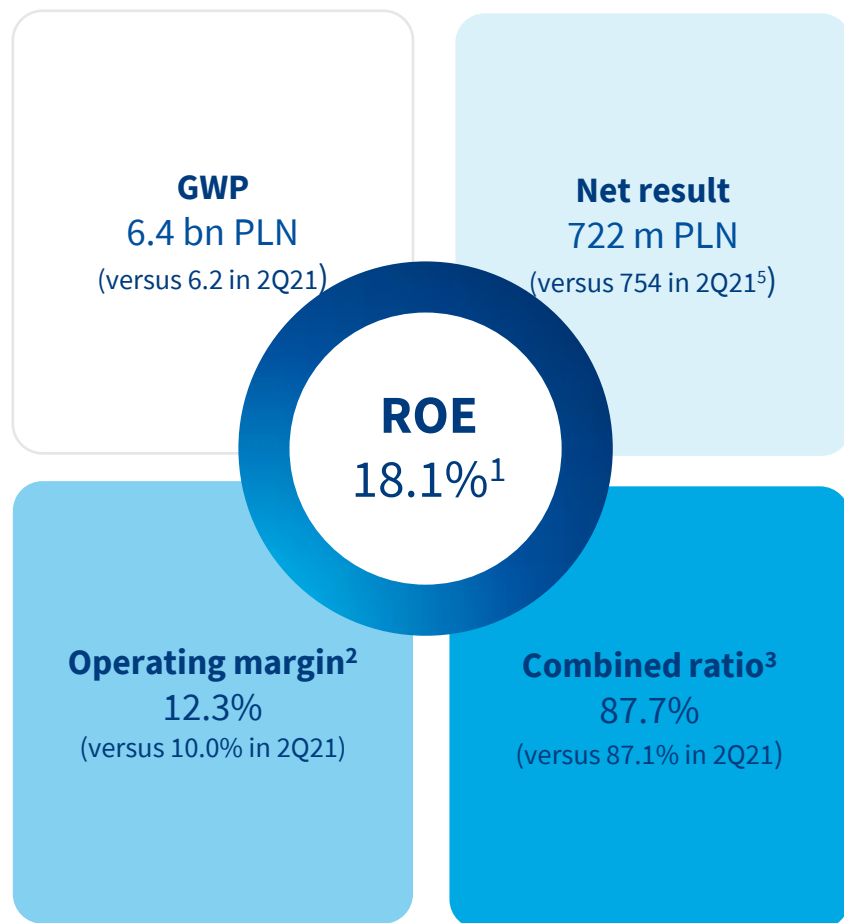 GWP
6.4 bn PLN
(versus 6.2 in 2Q21)
Net result
722 m PLN
(versus 754 in 2Q21⁵)
ROE
18.1%¹
Operating margin²
12.3%
(versus 10.0% in 2Q21)
Combined ratio³
87.7%
(versus 87.1% in 2Q21)